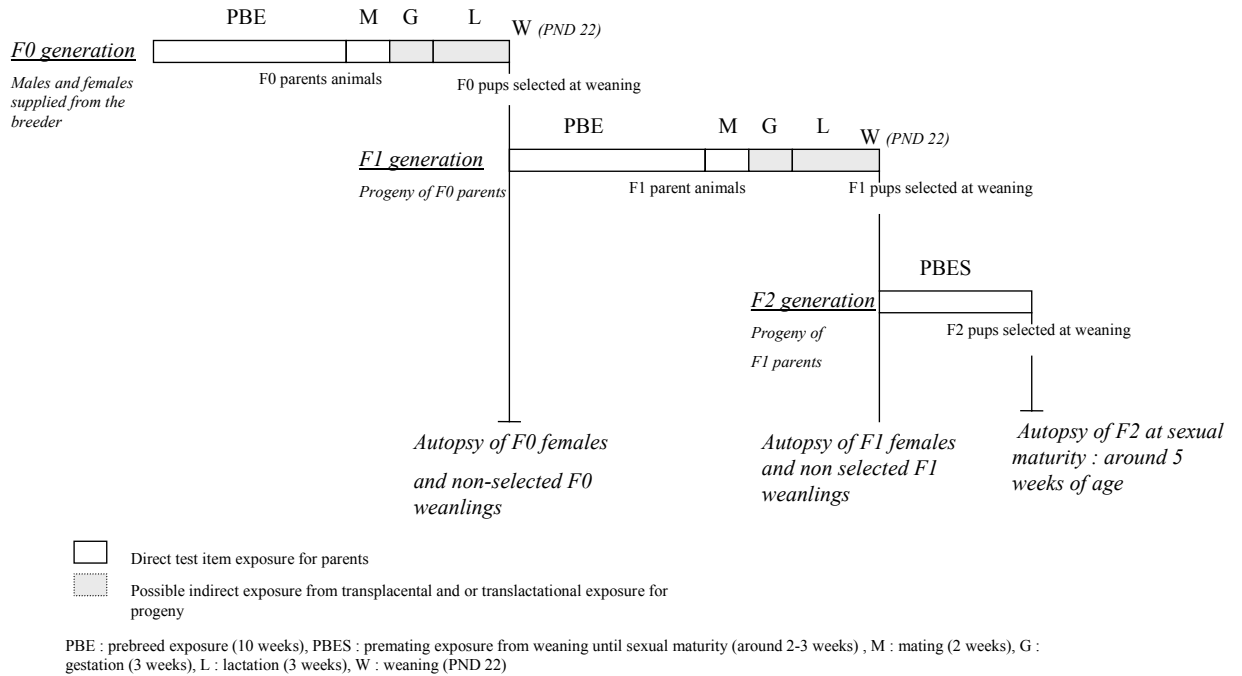 PBE M G L W (PND 22)
F0 generation
Males and females
supplied from the
breeder
F0 parents animals
F0 pups selected at weaning
PBE M G L W (PND 22)
F1 generation
Progeny of F0 parents
F1 parent animals
F1 pups selected at weaning
PBES
F2 generation
Progeny of
F1 parents
F2 pups selected at weaning
Autopsy of F0 females
and non-selected F0
weanlings
Autopsy of F1 females
and non selected F1
weanlings
Autopsy of F2 at sexual
maturity : around 5
weeks of age
Direct test item exposure for parents
Possible indirect exposure from transplacental and or translactational exposure for
progeny
PBE : prebreed exposure (10 weeks), PBES : premating exposure from weaning until sexual maturity (around 2-3 weeks) , M : mating (2 weeks), G :
gestation (3 weeks), L : lactation (3 weeks), W : weaning (PND 22)